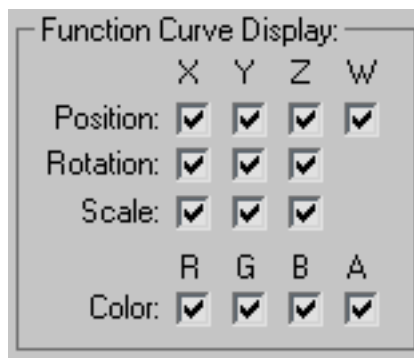 Function Curve Display:
X Y Z W
Position:
Rotation:
Scale:
R G B A
Color: